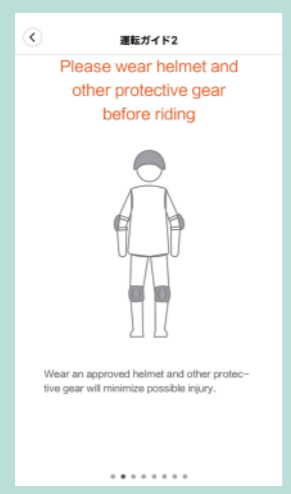 運転ガイド2
Please wear helmet and
other protective gear
before riding
Wear an approved helmet and other protec-
tive gear will minimize possible injury.